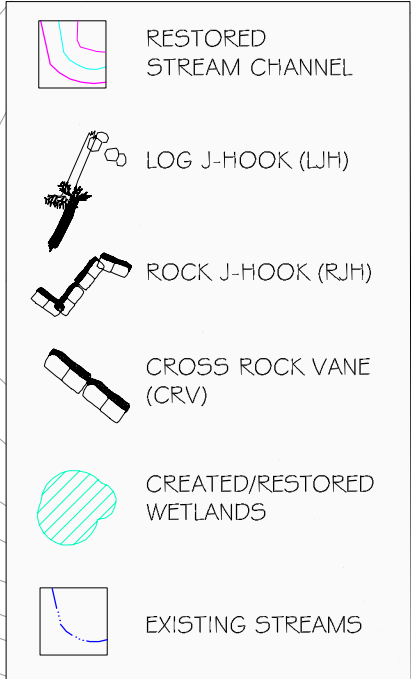 RESTORED
STREAM CHANNEL
LOG J-HOOK (LJH)
ROCK J-HOOK (RJH)
CROSS ROCK VANE
(CRV)
CREATED/RESTORED
WETLANDS
EXISTING STREAMS